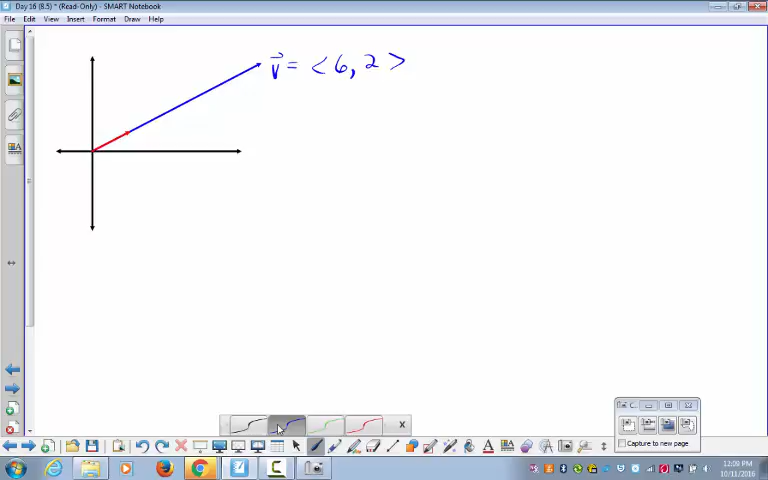 Day 16 (8.5) * (Read-Only) - SMART Notebook
File Edit View Insert Format Draw Help
v⃗ = < 6, 2 >
C..
Capture to new page
12:09 PM
10/11/2016